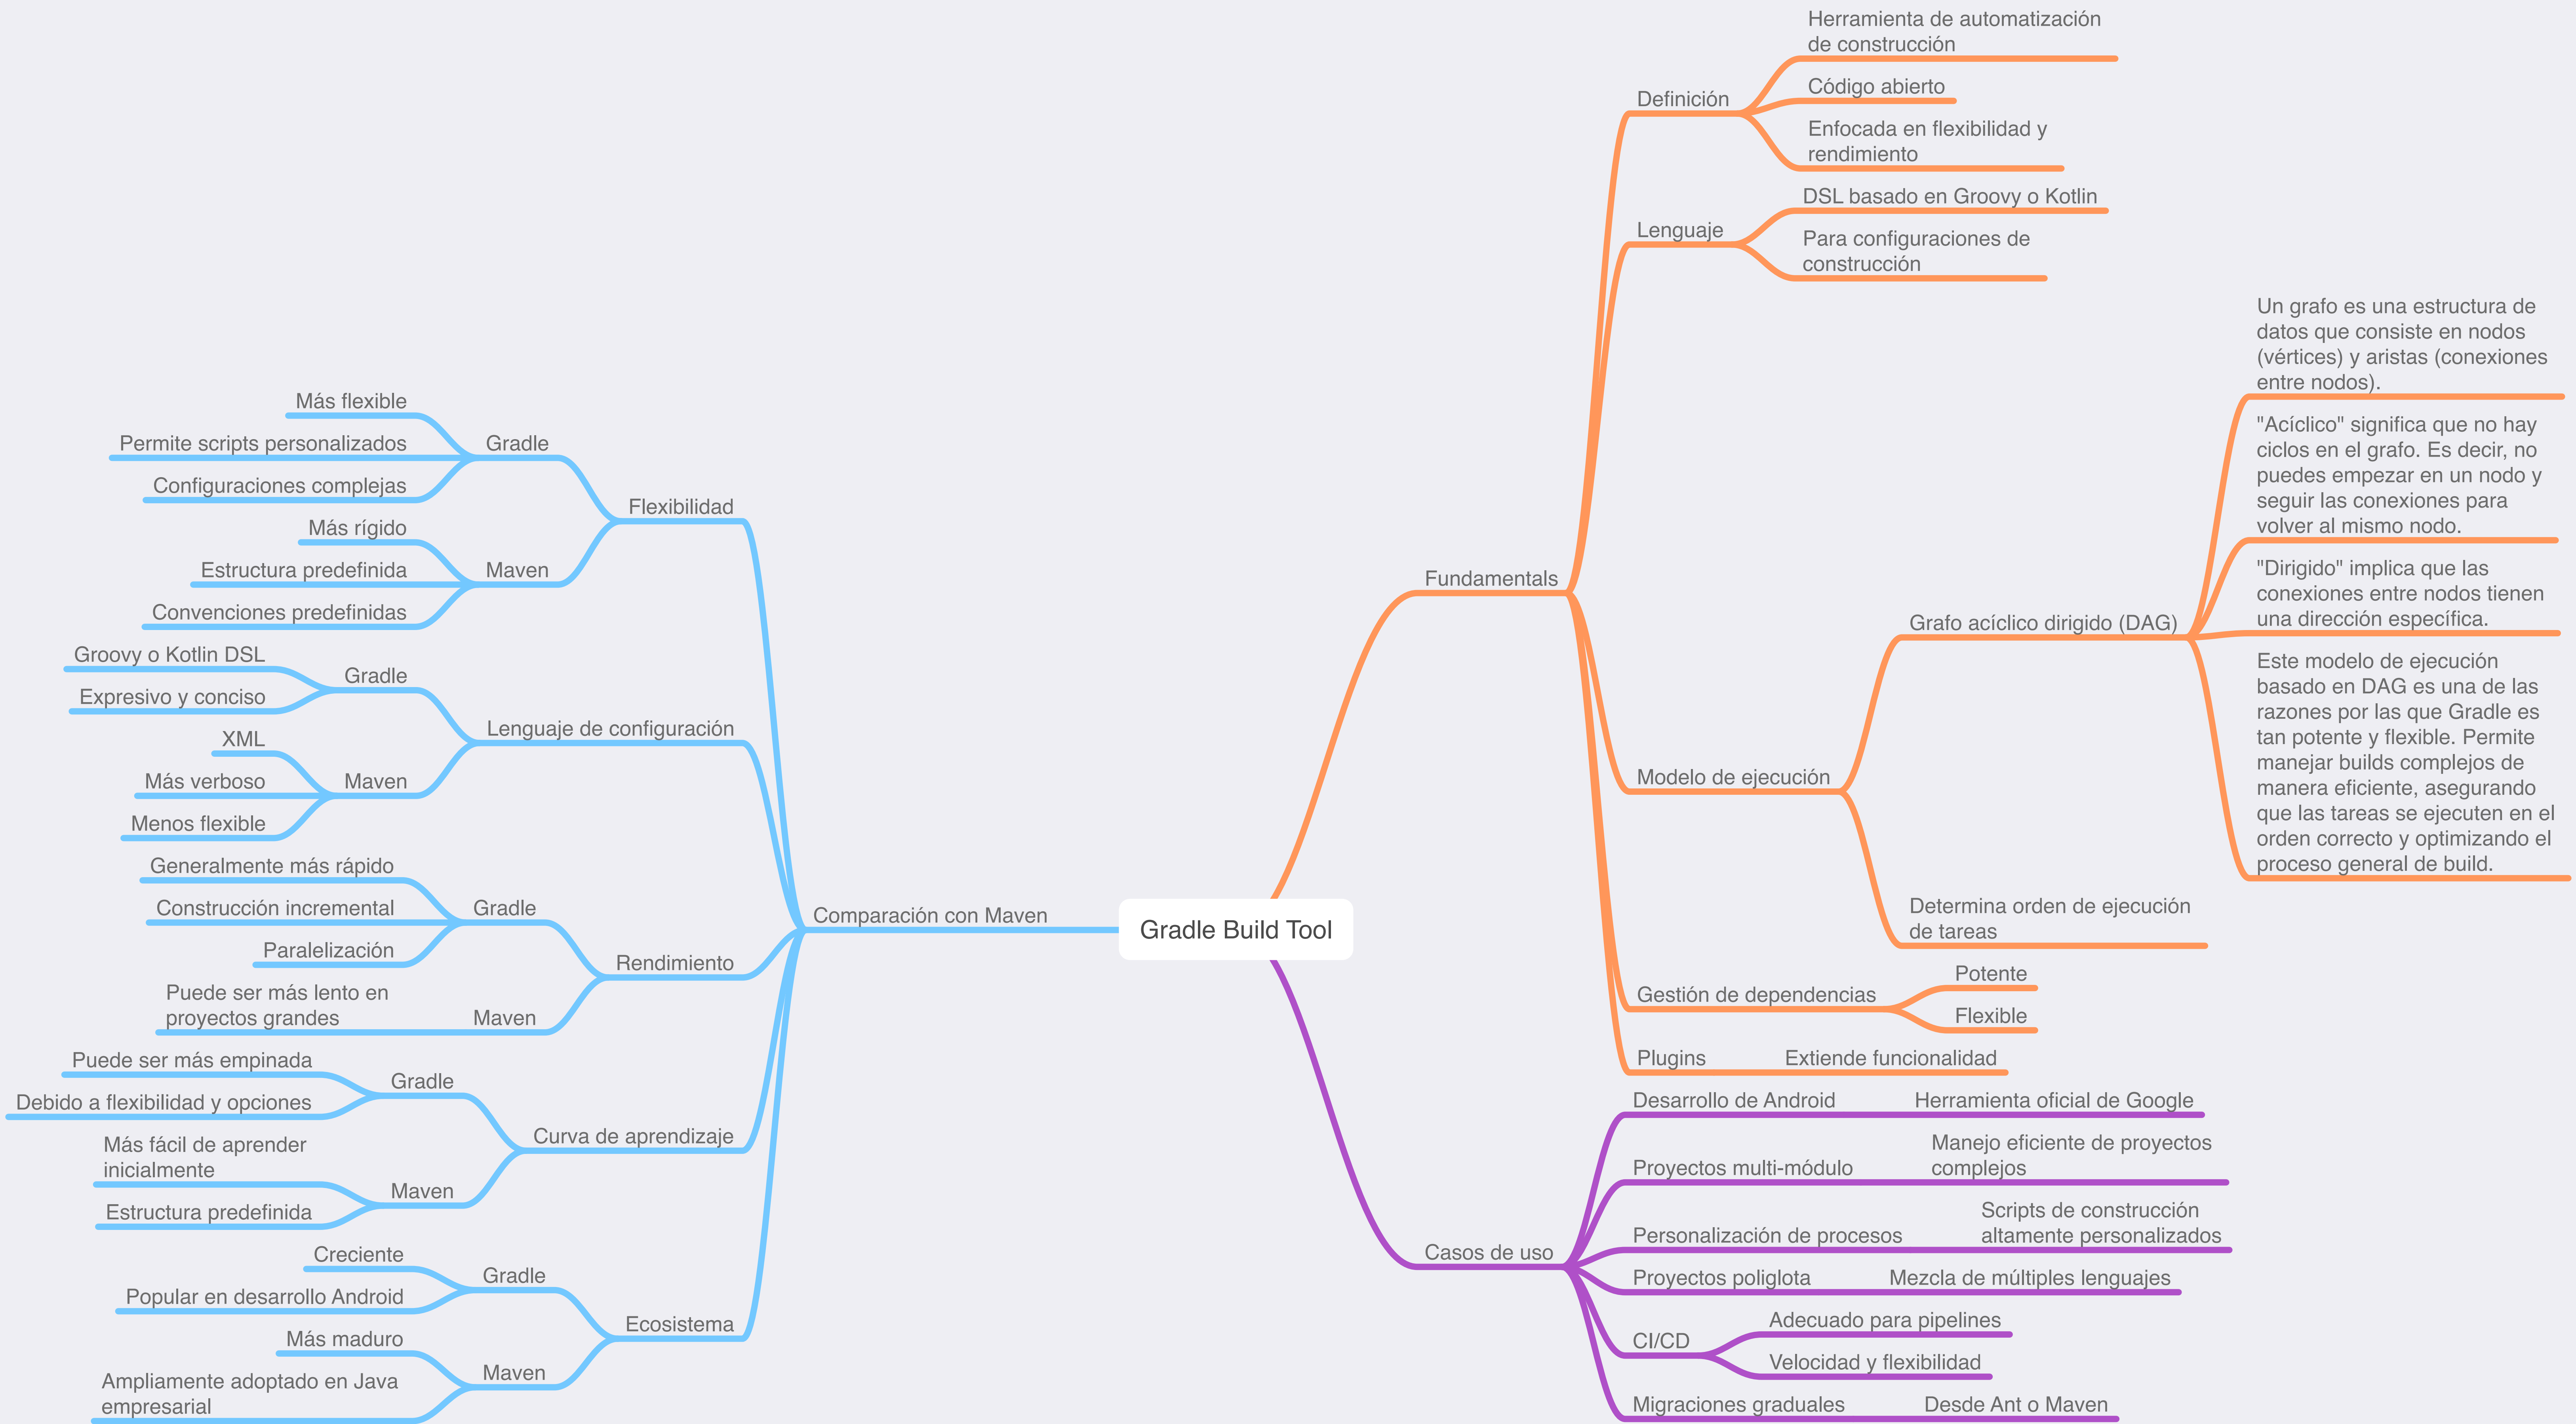 Gradle Build Tool
Fundamentals
Definición
Herramienta de automatización
de construcción
Código abierto
Enfocada en flexibilidad y
rendimiento
Lenguaje
DSL basado en Groovy o Kotlin
Para configuraciones de
construcción
Modelo de ejecución
Grafo acíclico dirigido (DAG)
Un grafo es una estructura de
datos que consiste en nodos
(vértices) y aristas (conexiones
entre nodos).
"Acíclico" significa que no hay
ciclos en el grafo. Es decir, no
puedes empezar en un nodo y
seguir las conexiones para
volver al mismo nodo.
"Dirigido" implica que las
conexiones entre nodos tienen
una dirección específica.
Este modelo de ejecución
basado en DAG es una de las
razones por las que Gradle es
tan potente y flexible. Permite
manejar builds complejos de
manera eficiente, asegurando
que las tareas se ejecuten en el
orden correcto y optimizando el
proceso general de build.
Determina orden de ejecución
de tareas
Gestión de dependencias
Potente
Flexible
Plugins
Extiende funcionalidad
Casos de uso
Desarrollo de Android
Herramienta oficial de Google
Proyectos multi-módulo
Manejo eficiente de proyectos
complejos
Personalización de procesos
Scripts de construcción
altamente personalizados
Proyectos poliglota
Mezcla de múltiples lenguajes
CI/CD
Adecuado para pipelines
Velocidad y flexibilidad
Migraciones graduales
Desde Ant o Maven
Comparación con Maven
Flexibilidad
Gradle
Más flexible
Permite scripts personalizados
Configuraciones complejas
Maven
Más rígido
Estructura predefinida
Convenciones predefinidas
Lenguaje de configuración
Gradle
Groovy o Kotlin DSL
Expresivo y conciso
Maven
XML
Más verboso
Menos flexible
Rendimiento
Gradle
Generalmente más rápido
Construcción incremental
Paralelización
Maven
Puede ser más lento en
proyectos grandes
Curva de aprendizaje
Gradle
Puede ser más empinada
Debido a flexibilidad y opciones
Maven
Más fácil de aprender
inicialmente
Estructura predefinida
Ecosistema
Gradle
Creciente
Popular en desarrollo Android
Maven
Más maduro
Ampliamente adoptado en Java
empresarial